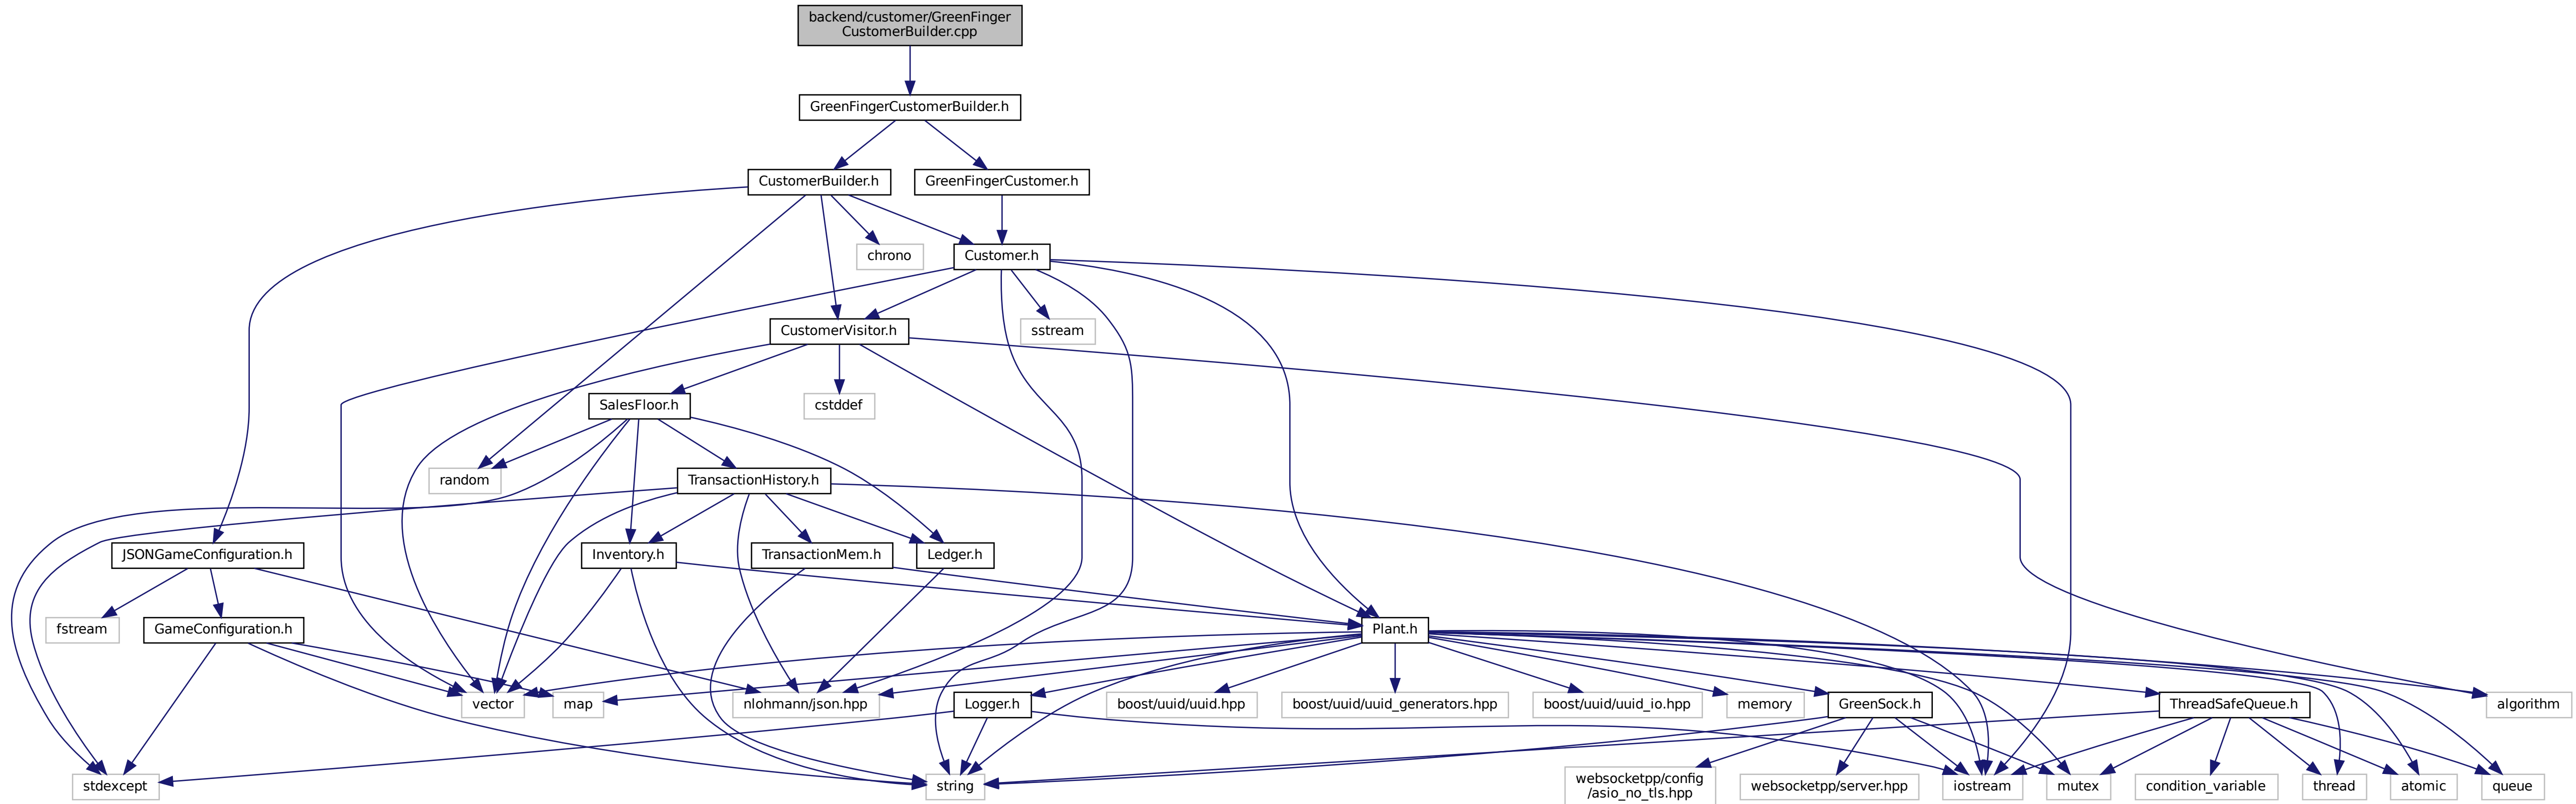 backend/customer/GreenFinger
CustomerBuilder.cpp
GreenFingerCustomerBuilder.h
CustomerBuilder.h
GreenFingerCustomer.h
chrono
Customer.h
CustomerVisitor.h
sstream
SalesFloor.h
cstddef
random
TransactionHistory.h
JSONGameConfiguration.h
Inventory.h
TransactionMem.h
Ledger.h
fstream
GameConfiguration.h
Plant.h
vector
map
nlohmann/json.hpp
Logger.h
boost/uuid/uuid.hpp
boost/uuid/uuid_generators.hpp
boost/uuid/uuid_io.hpp
memory
GreenSock.h
ThreadSafeQueue.h
algorithm
stdexcept
string
websocketpp/config
/asio_no_tls.hpp
websocketpp/server.hpp
iostream
mutex
condition_variable
thread
atomic
queue